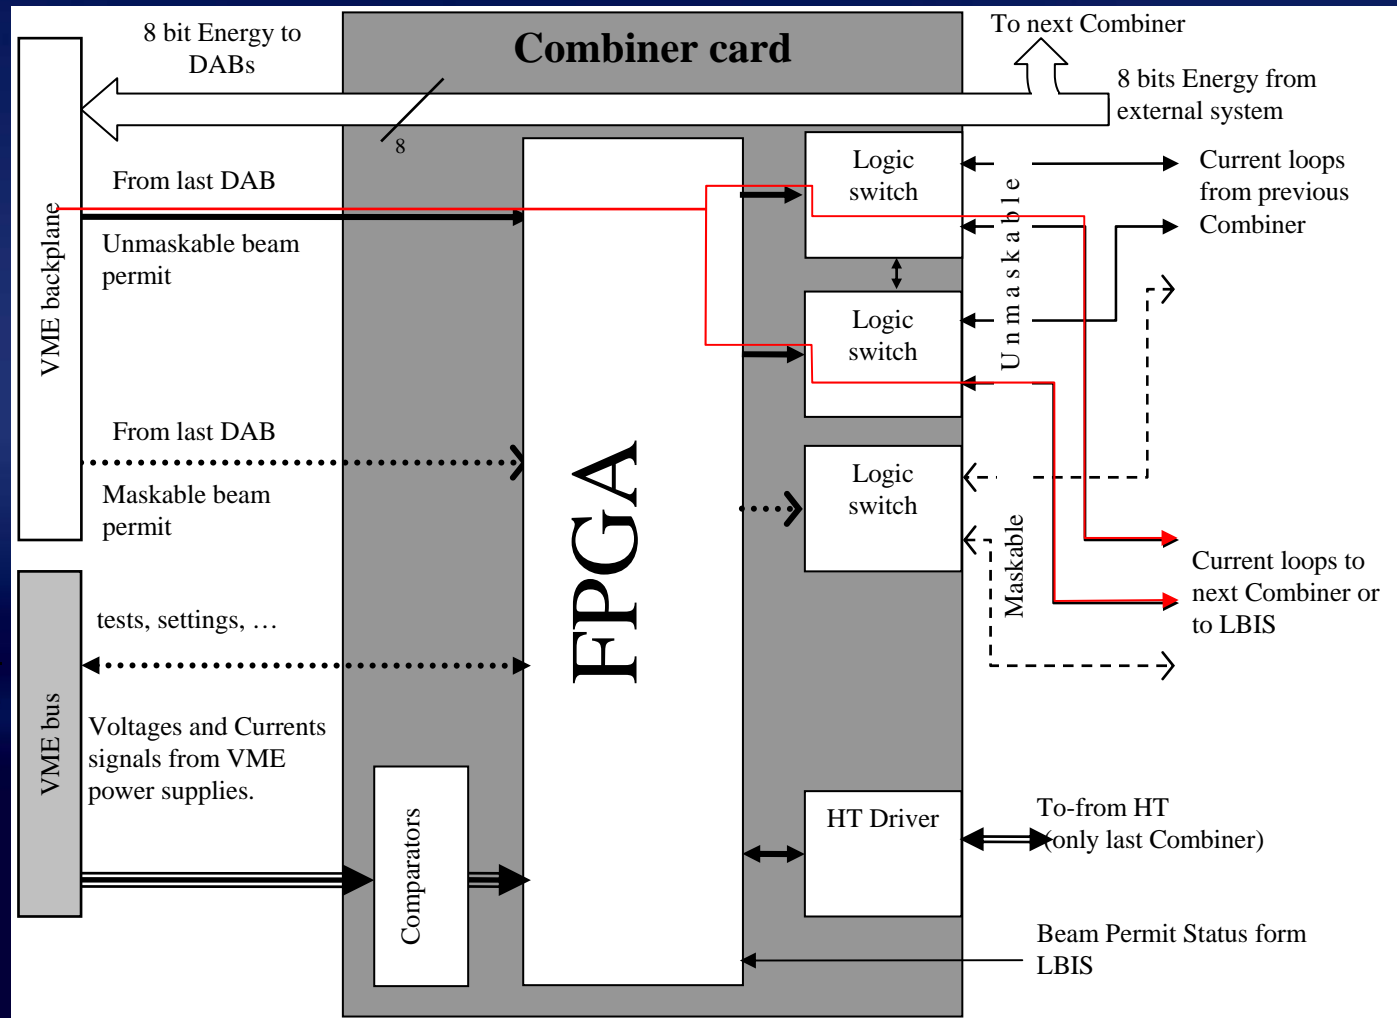 8 bit Energy to
DABs
Combiner card
To next Combiner
8 bits Energy from
external system
8
From last DAB
Unmaskable beam
permit
VME backplane
Logic
switch
Unmaskable
Current loops
from previous
Combiner
Logic
switch
From last DAB
Maskable beam
permit
FPGA
Logic
switch
Maskable
Current loops to
next Combiner or
to LBIS
tests, settings, …
VME bus
Voltages and Currents
signals from VME
power supplies.
Comparators
HT Driver
To-from HT
(only last Combiner)
Beam Permit Status form
LBIS